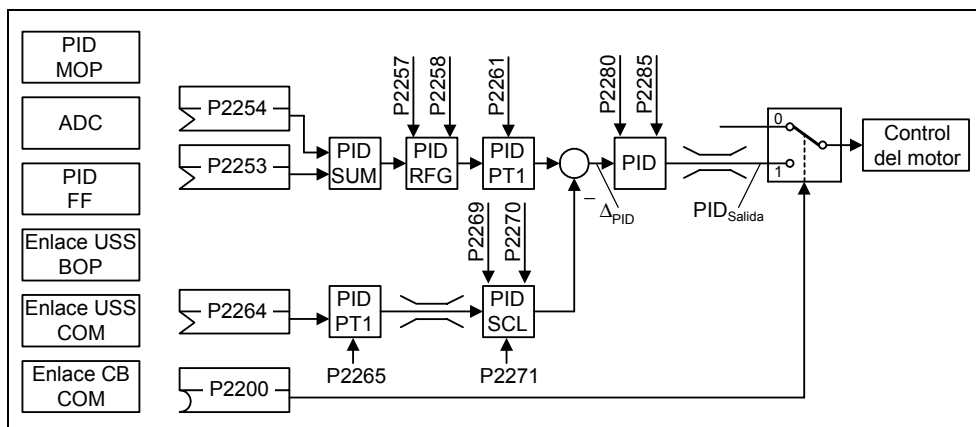 PID
MOP
ADC
PID
FF
Enlace USS
BOP
Enlace USS
COM
Enlace CB
COM
P2254
P2253
P2264
P2200
PID
SUM
P2257
P2258
PID
RFG
P2261
PID
PT1
−
ΔPID
P2280
P2285
PID
PIDSalida
0
1
Control
del motor
PID
PT1
P2265
P2269
P2270
PID
SCL
P2271